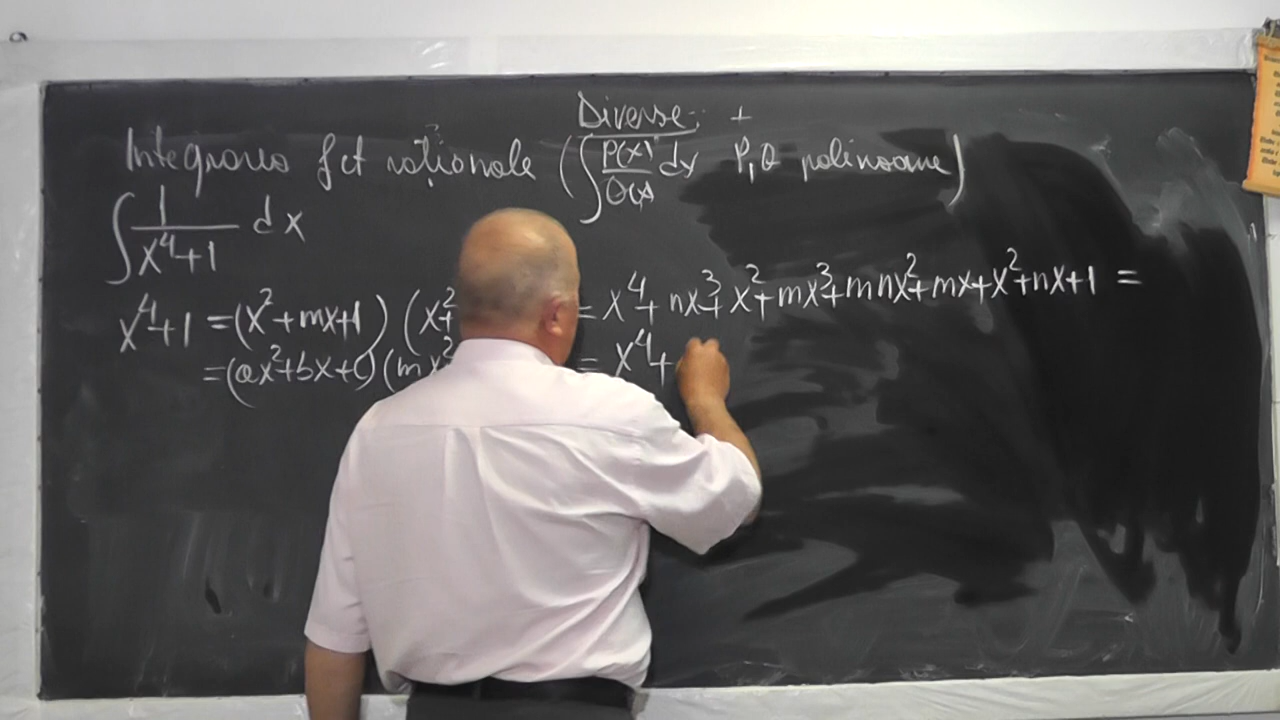 Diverse: +
Integrarea fct raționale (∫ P(x)/Q(x) dx P,Q polinoame)
∫ 1/(x⁴+1) dx
x⁴+1 = (x²+mx+1)(x²+ = x⁴+nx³+x²+mx³+mnx²+mx+x²+nx+1 =
=(ax²+bx+c)(mx² = x⁴+